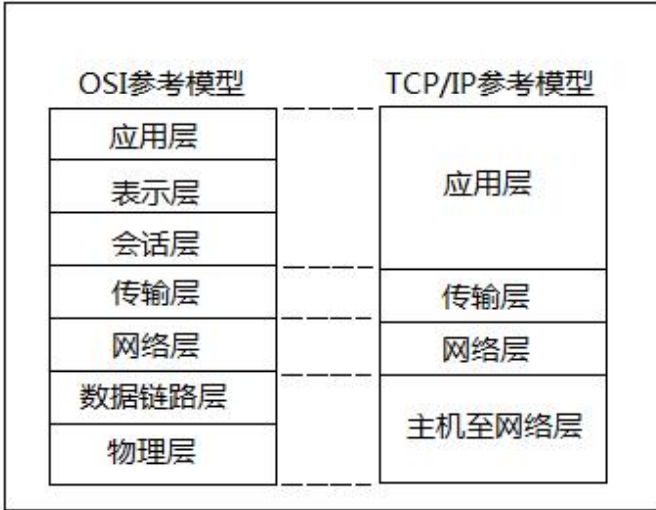 OSI参考模型
应用层
表示层
会话层
传输层
网络层
数据链路层
物理层
TCP/IP参考模型
应用层
传输层
网络层
主机至网络层